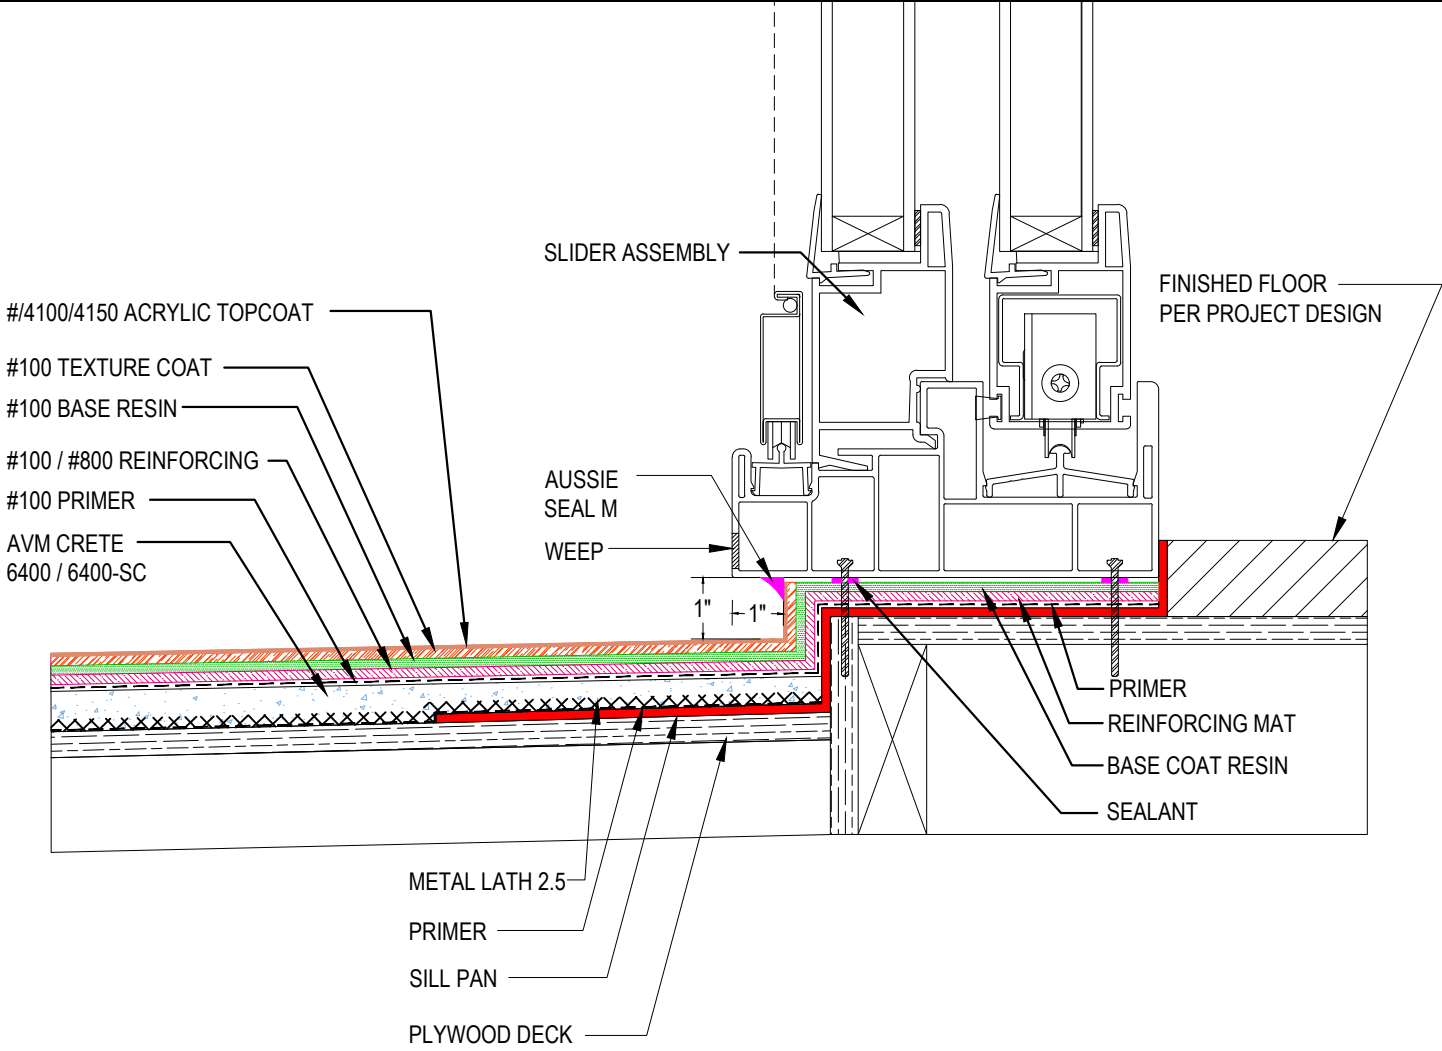 SLIDER ASSEMBLY
FINISHED FLOOR
PER PROJECT DESIGN
#/4100/4150 ACRYLIC TOPCOAT
#100 TEXTURE COAT
#100 BASE RESIN
#100 / #800 REINFORCING
#100 PRIMER
AVM CRETE
6400 / 6400-SC
AUSSIE
SEAL M
WEEP
1"
1"
PRIMER
REINFORCING MAT
BASE COAT RESIN
SEALANT
METAL LATH 2.5
PRIMER
SILL PAN
PLYWOOD DECK